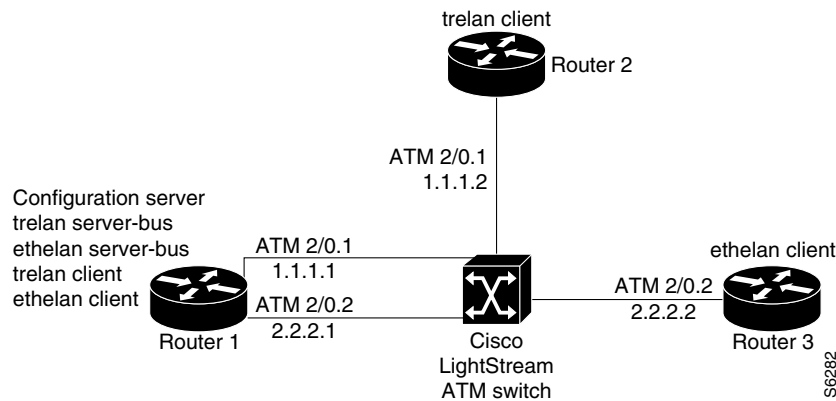 trelan client
Router 2
ATM 2/0.1
1.1.1.2
Configuration server
trelan server-bus
ethelan server-bus
trelan client
ethelan client
Router 1
ATM 2/0.1
1.1.1.1
ATM 2/0.2
2.2.2.1
Cisco
LightStream
ATM switch
ethelan client
ATM 2/0.2
2.2.2.2
Router 3
S6282